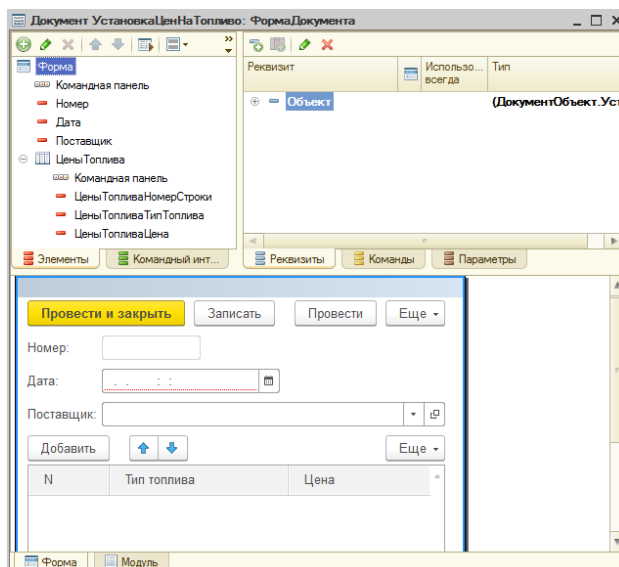 Документ УстановкаЦенНаТопливо: ФормаДокумента
Форма
Командная панель
Номер
Дата
Поставщик
ЦеныТоплива
Командная панель
ЦеныТопливаНомерСтроки
ЦеныТопливаТипТоплива
ЦеныТопливаЦена
Элементы Командный инт...
Реквизит Использо... всегда Тип
Объект (ДокументОбъект.Уст
Реквизиты Команды Параметры
Провести и закрыть Записать Провести Еще
Номер:
Дата: . . : :
Поставщик:
Добавить Еще
N Тип топлива Цена
Форма Модуль